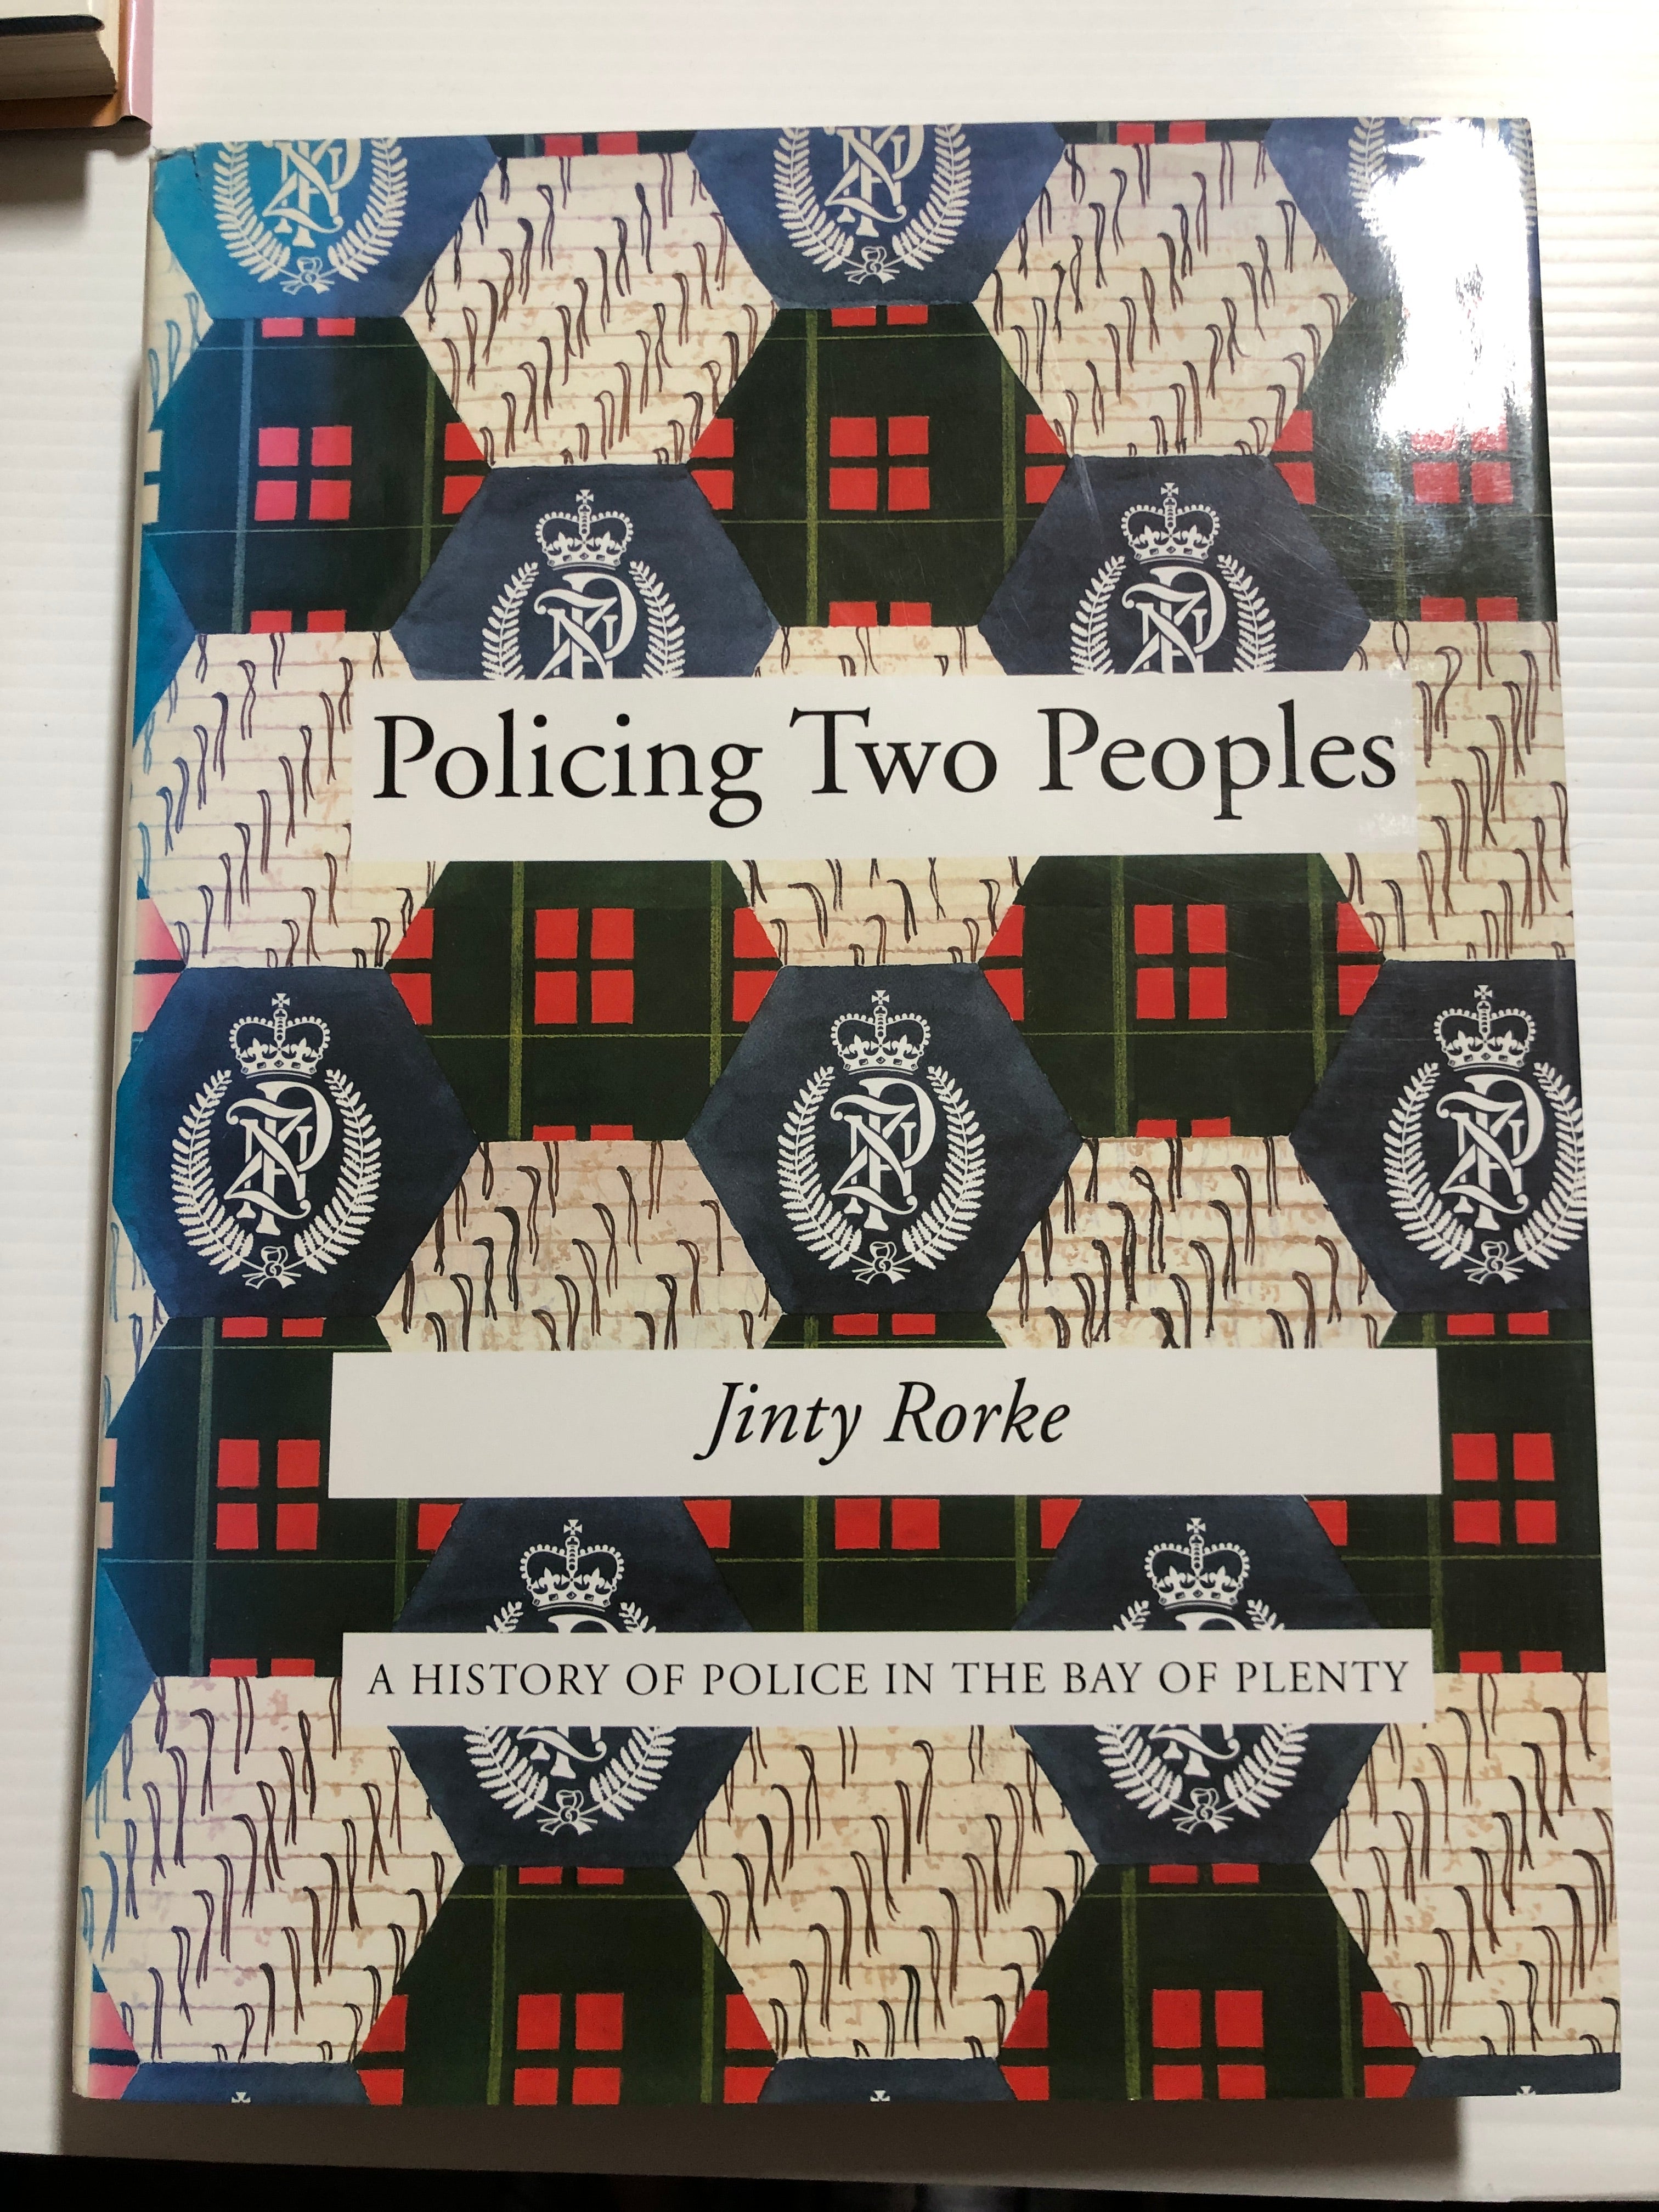 Policing Two Peoples
Jinty Rorke
A HISTORY OF POLICE IN THE BAY OF PLENTY